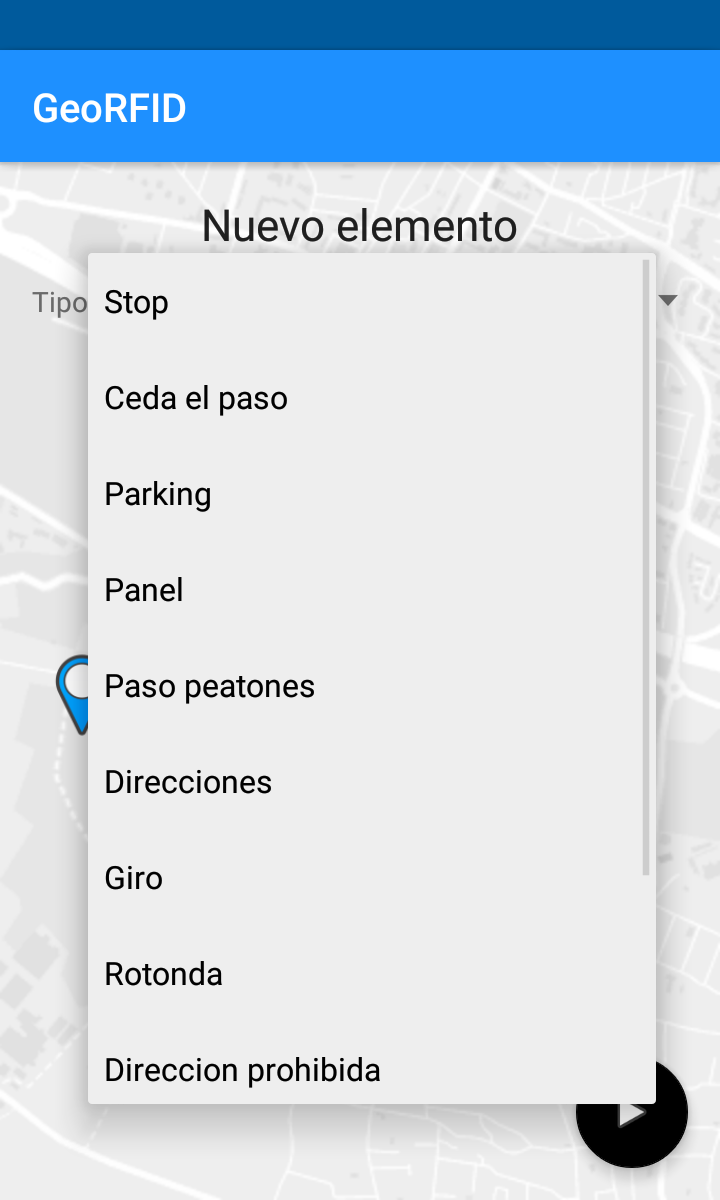 GeoRFID
Nuevo elemento
Tipo
Stop
Ceda el paso
Parking
Panel
Paso peatones
Direcciones
Giro
Rotonda
Direccion prohibida